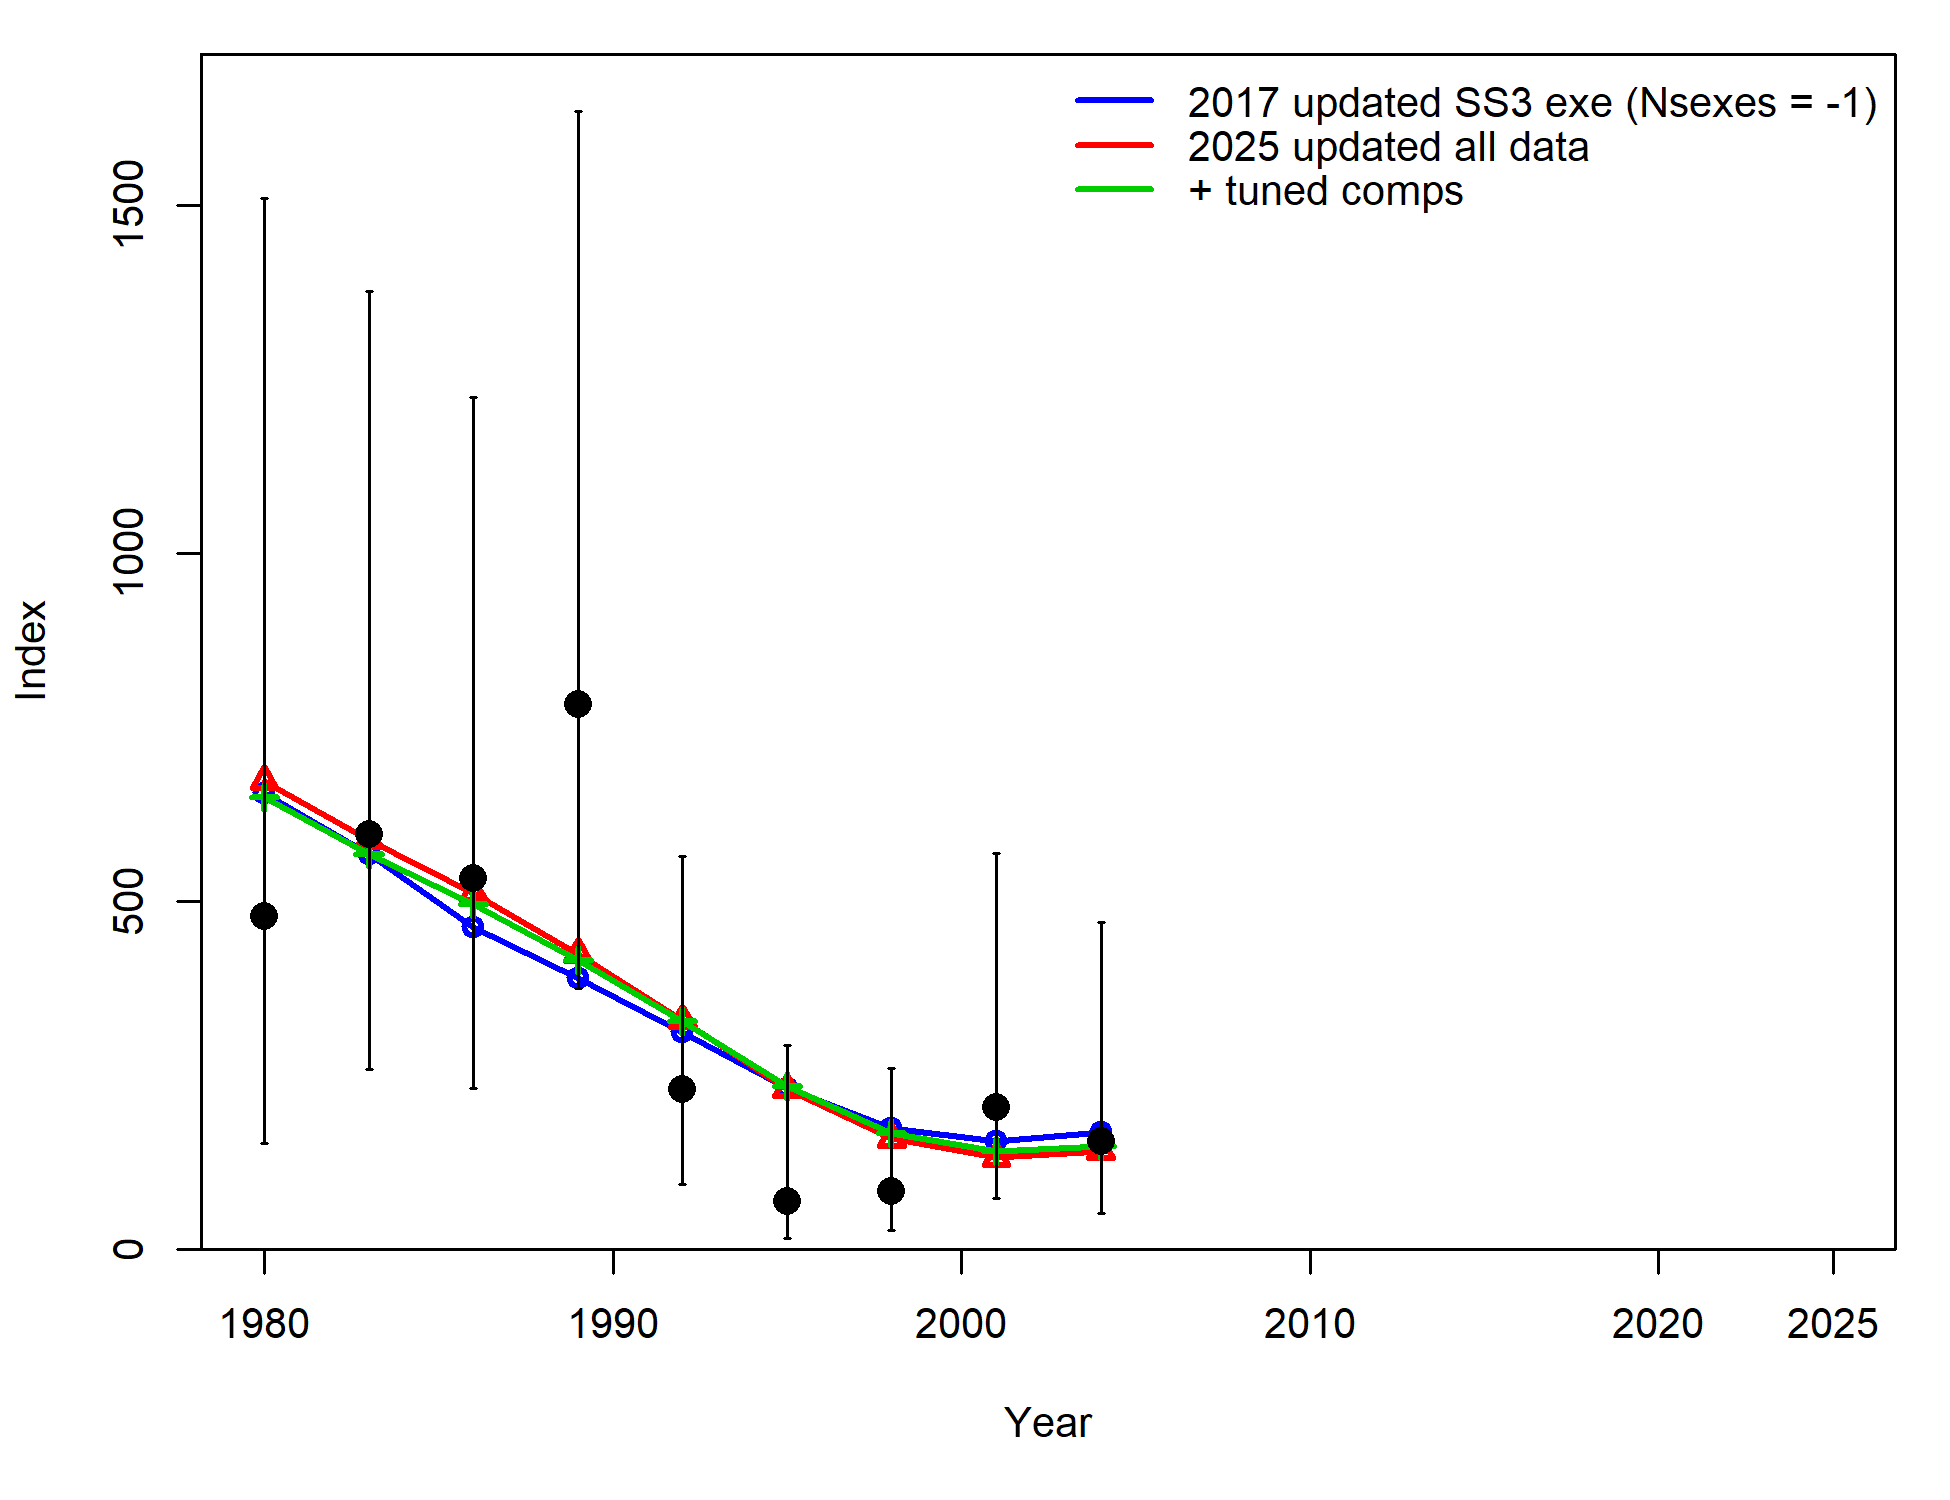 2017 updated SS3 exe (Nsexes = -1)
2025 updated all data
+ tuned comps
1500
1000
500
0
Index
1980 1990 2000 2010 2020 2025
Year